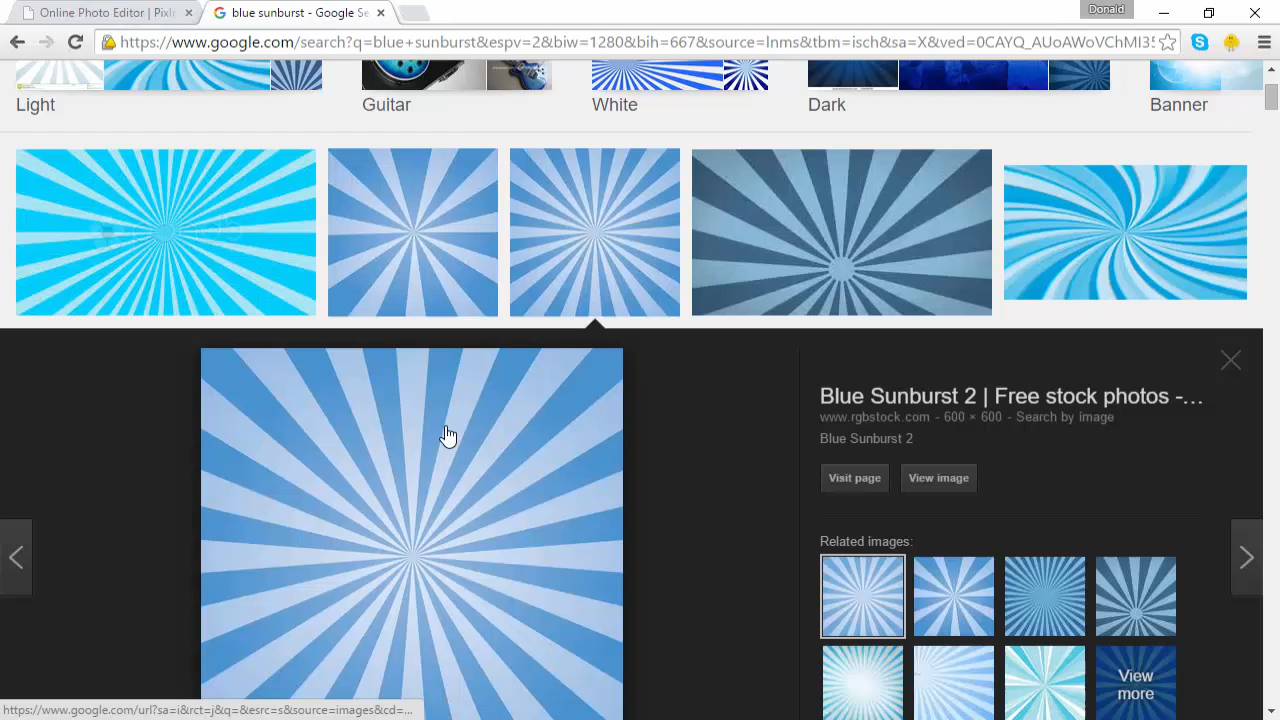 Online Photo Editor | Pixlr
blue sunburst - Google Se
Donald
https://www.google.com/search?q=blue+sunburst&espv=2&biw=1280&bih=667&source=lnms&tbm=isch&sa=X&ved=0CAYQ_AUoAWoVChMI35
Light
Guitar
White
Dark
Banner
Blue Sunburst 2 | Free stock photos -...
www.rgbstock.com - 600 × 600 - Search by image
Blue Sunburst 2
Visit page
View image
Related images:
View
more
https://www.google.com/url?sa=i&rct=j&q=&esrc=s&source=images&cd=...